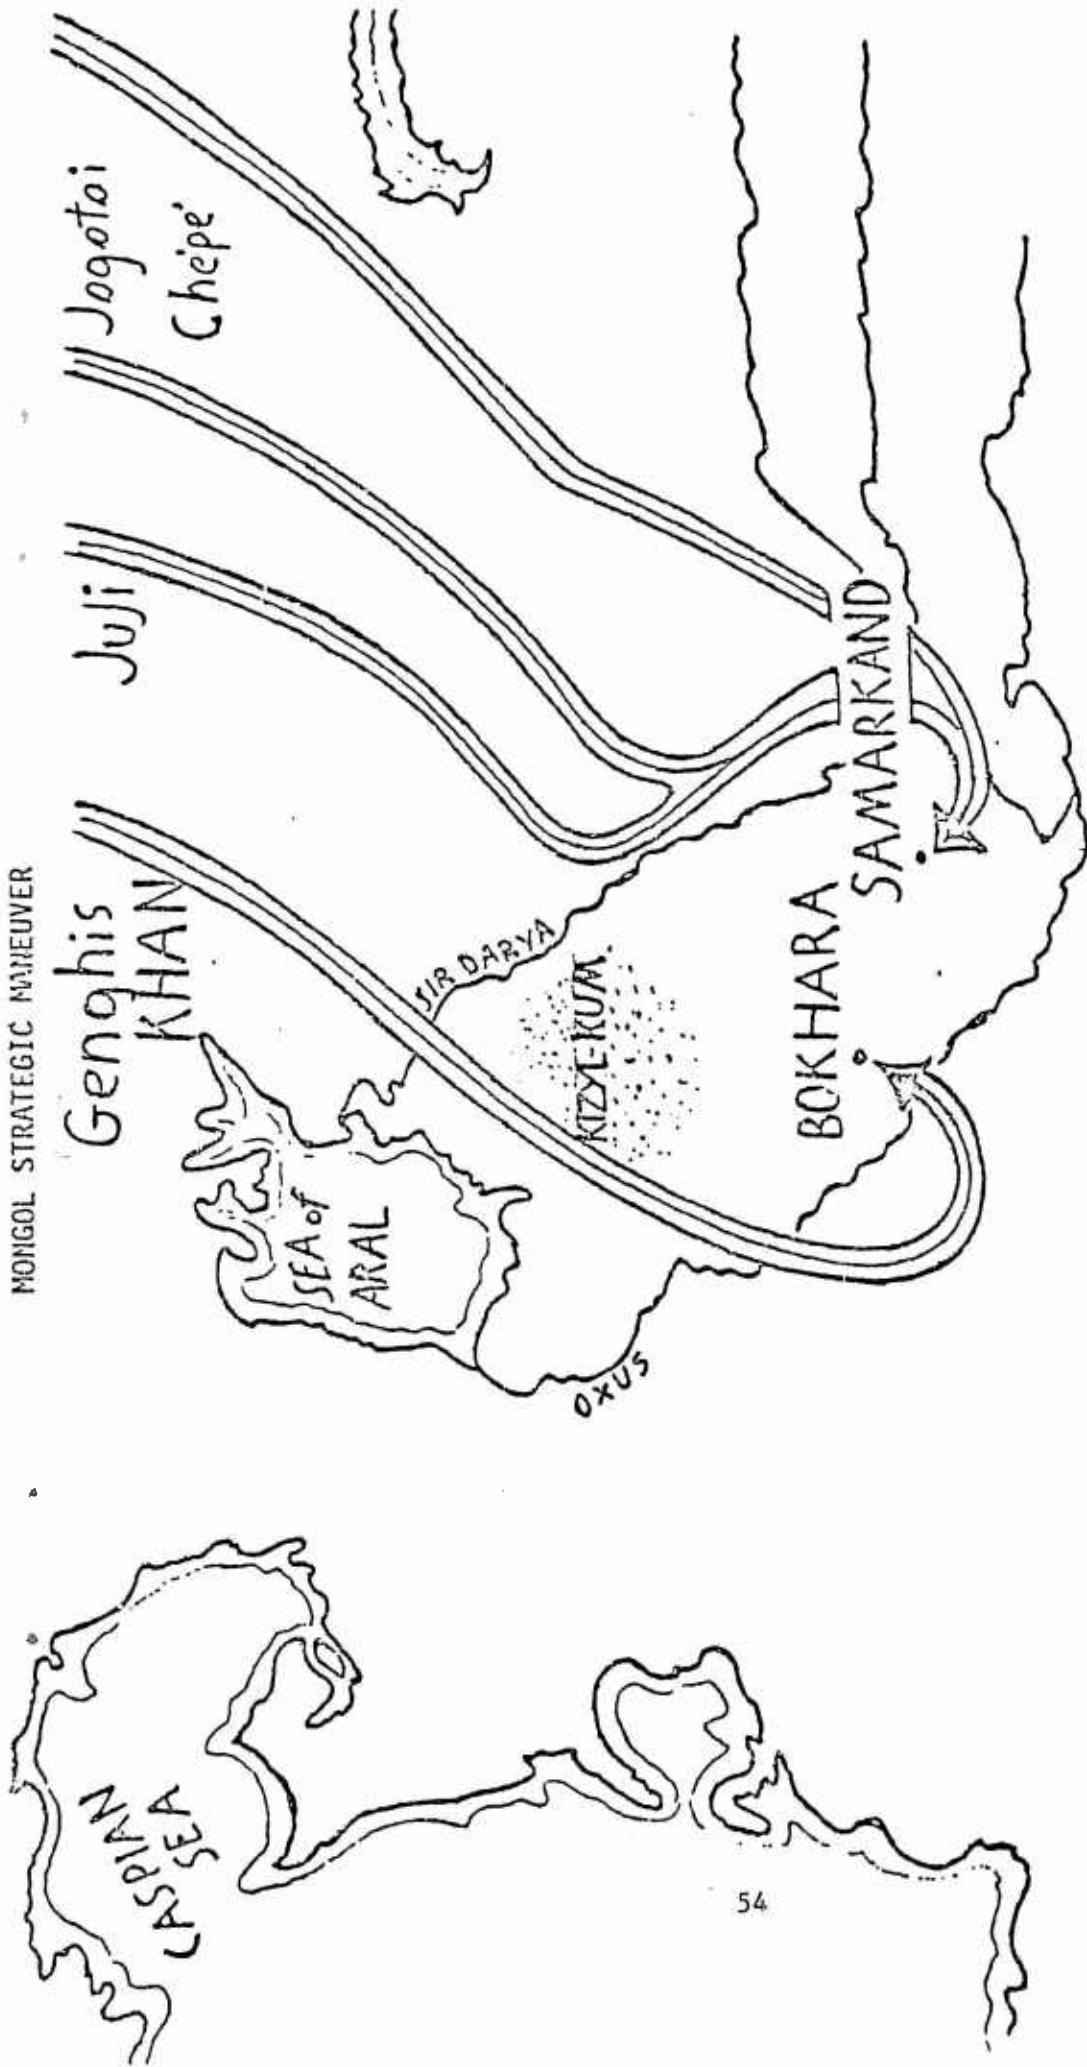 MONGOL STRATEGIC MANEUVER
Genghis
KHAN
Juji
Jogotoi
Chépé
CASPIAN
SEA
SEA of
ARAL
SIR DARYA
KIZYL-KUM
OXUS
BOKHARA
SAMARKAND
54